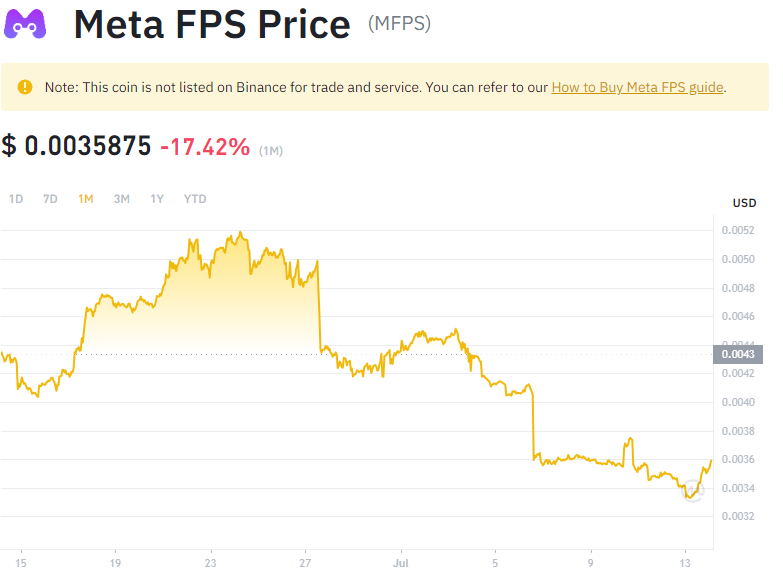 Meta FPS Price (MFPS)
Note: This coin is not listed on Binance for trade and service. You can refer to our How to Buy Meta FPS guide.
$ 0.0035875 -17.42% (1M)
1D 7D 1M 3M 1Y YTD
USD
0.0052
0.0050
0.0048
0.0046
0.0044
0.0043
0.0042
0.0040
0.0038
0.0036
0.0034
0.0032
15 19 23 27 Jul 5 9 13